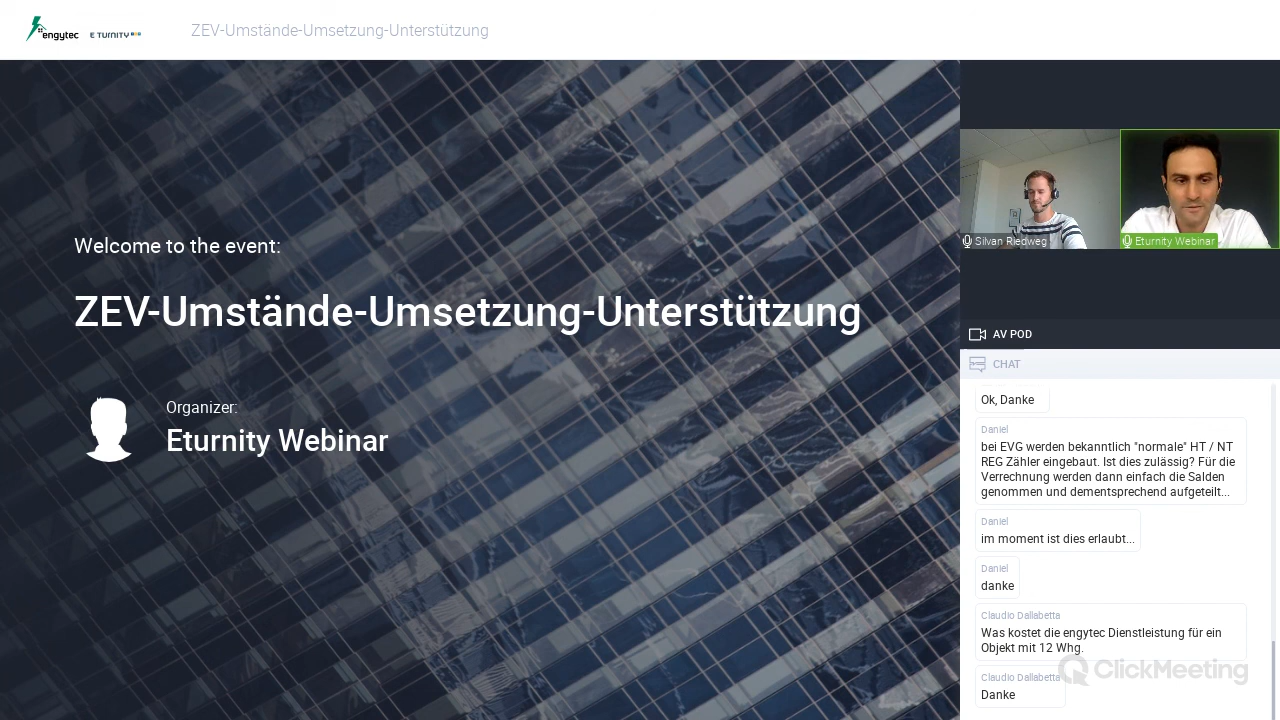 engytec
ETURNITY
ZEV-Umstände-Umsetzung-Unterstützung
Welcome to the event:
ZEV-Umstände-Umsetzung-Unterstützung
Organizer:
Eturnity Webinar
Silvan Riedweg
Eturnity Webinar
AV POD
CHAT
Ok, Danke
Daniel
bei EVG werden bekanntlich "normale" HT / NT
REG Zähler eingebaut. Ist dies zulässig? Für die
Verrechnung werden dann einfach die Salden
genommen und dementsprechend aufgeteilt...
Daniel
im moment ist dies erlaubt...
Daniel
danke
Claudio Dallabetta
Was kostet die engytec Dienstleistung für ein
Objekt mit 12 Whg.
ClickMeeting
Claudio Dallabetta
Danke